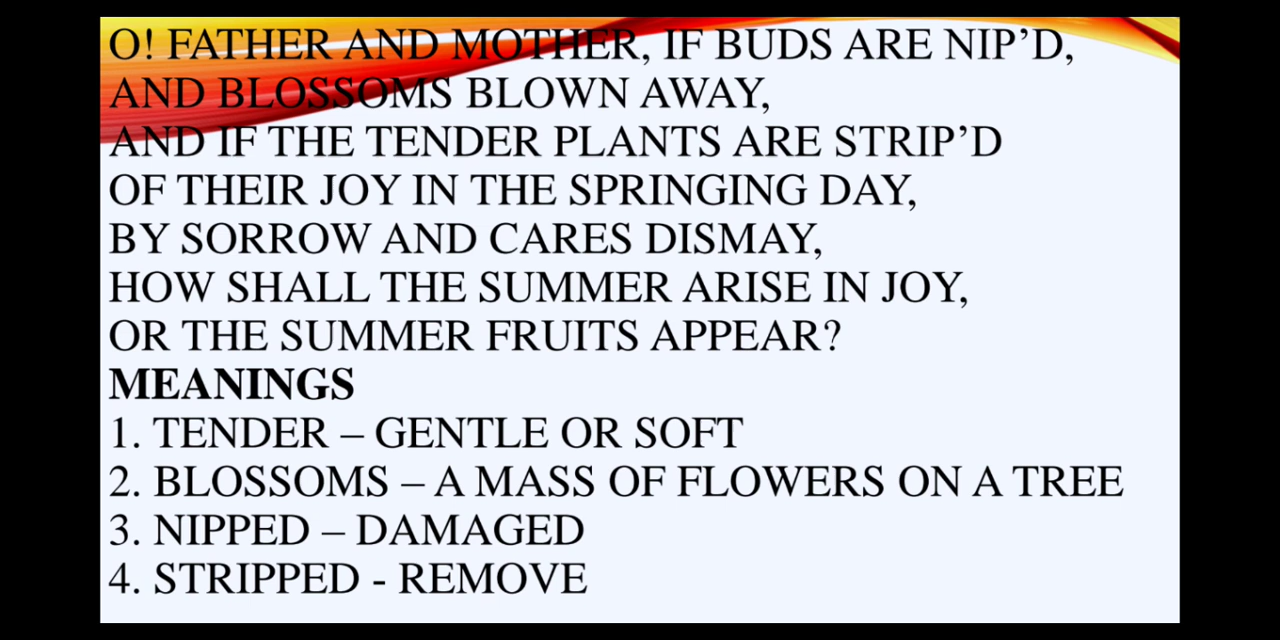 O! FATHER AND MOTHER, IF BUDS ARE NIP’D,
AND BLOSSOMS BLOWN AWAY,
AND IF THE TENDER PLANTS ARE STRIP’D
OF THEIR JOY IN THE SPRINGING DAY,
BY SORROW AND CARES DISMAY,
HOW SHALL THE SUMMER ARISE IN JOY,
OR THE SUMMER FRUITS APPEAR?
MEANINGS
1. TENDER – GENTLE OR SOFT
2. BLOSSOMS – A MASS OF FLOWERS ON A TREE
3. NIPPED – DAMAGED
4. STRIPPED - REMOVE